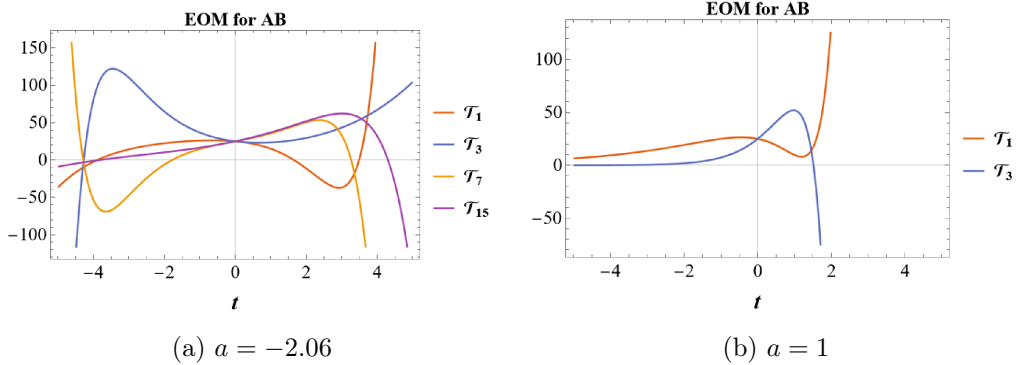 EOM for AB
150
100
50
0
−50
−100
−4 −2 0 2 4
t
𝒯1
𝒯3
𝒯7
𝒯15
(a) a = −2.06
EOM for AB
100
50
0
−50
−4 −2 0 2 4
t
𝒯1
𝒯3
(b) a = 1